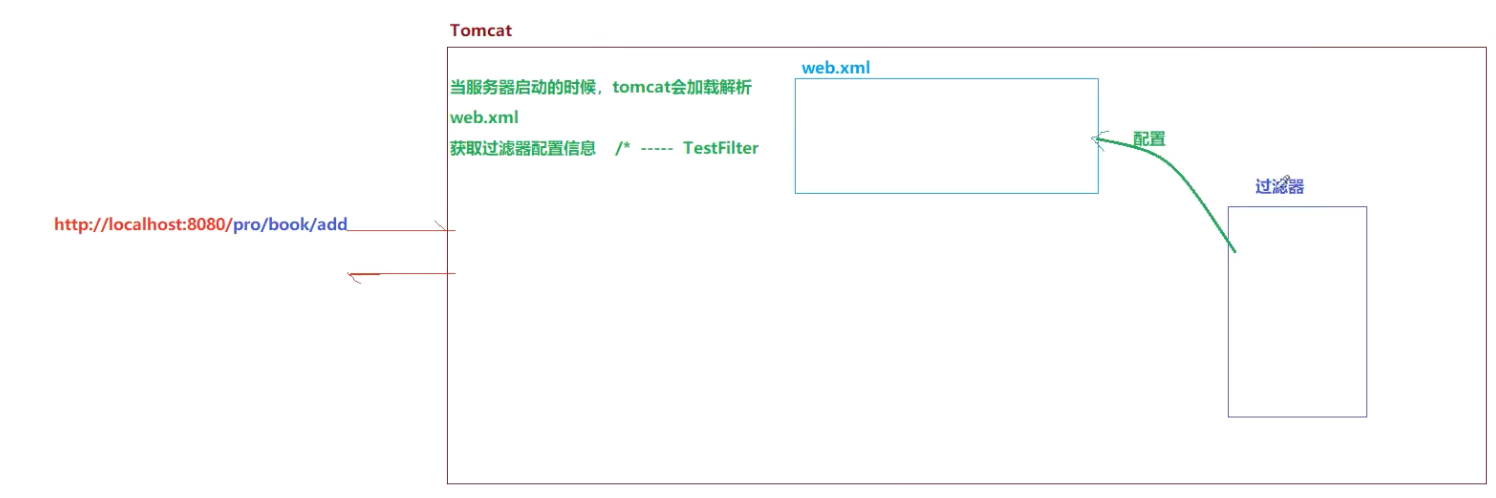 Tomcat
web.xml
当服务器启动的时候，tomcat会加载解析
web.xml
获取过滤器配置信息 /* ----- TestFilter
配置
过滤器
http://localhost:8080/pro/book/add